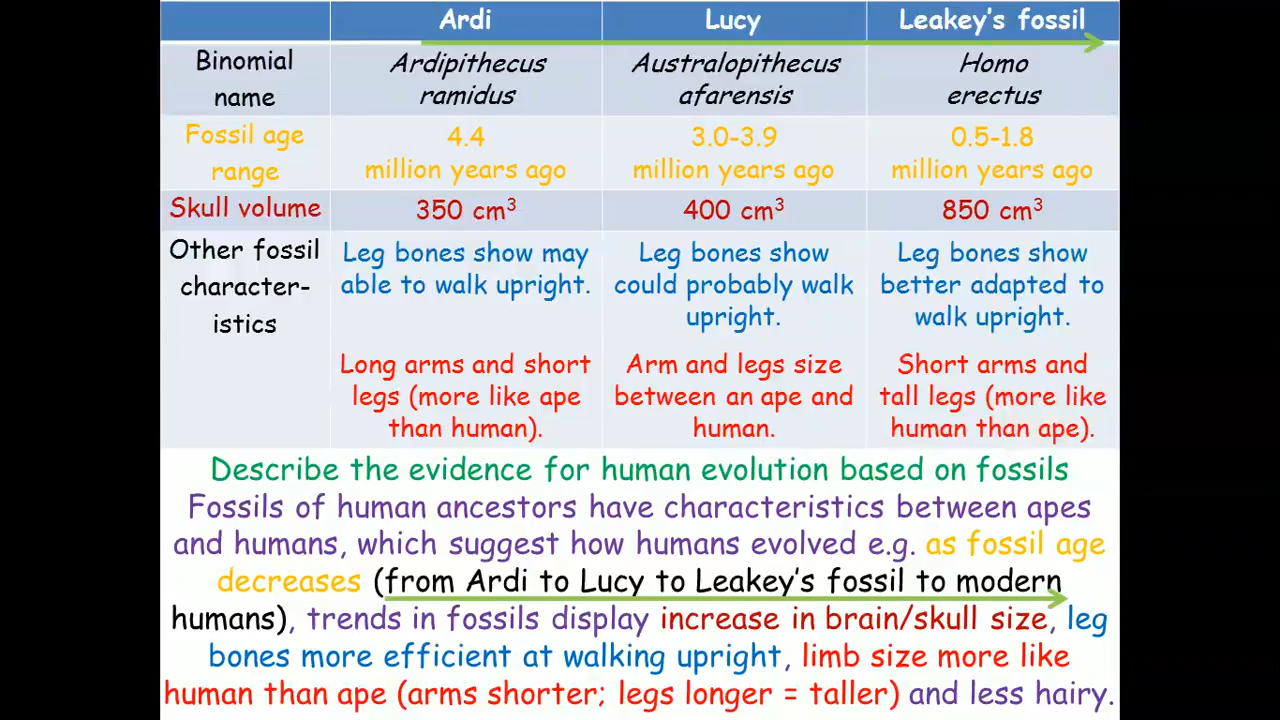 Ardi Lucy Leakey's fossil
Binomial name
Ardipithecus ramidus
Australopithecus afarensis
Homo erectus
Fossil age range
4.4 million years ago
3.0-3.9 million years ago
0.5-1.8 million years ago
Skull volume 350 cm³ 400 cm³ 850 cm³
Other fossil
character-
istics
Leg bones show may
able to walk upright.
Long arms and short
legs (more like ape
than human).
Leg bones show
could probably walk
upright.
Arm and legs size
between an ape and
human.
Leg bones show
better adapted to
walk upright.
Short arms and
tall legs (more like
human than ape).
Describe the evidence for human evolution based on fossils
Fossils of human ancestors have characteristics between apes
and humans, which suggest how humans evolved e.g. as fossil age
decreases (from Ardi to Lucy to Leakey's fossil to modern
humans), trends in fossils display increase in brain/skull size, leg
bones more efficient at walking upright, limb size more like
human than ape (arms shorter; legs longer = taller) and less hairy.